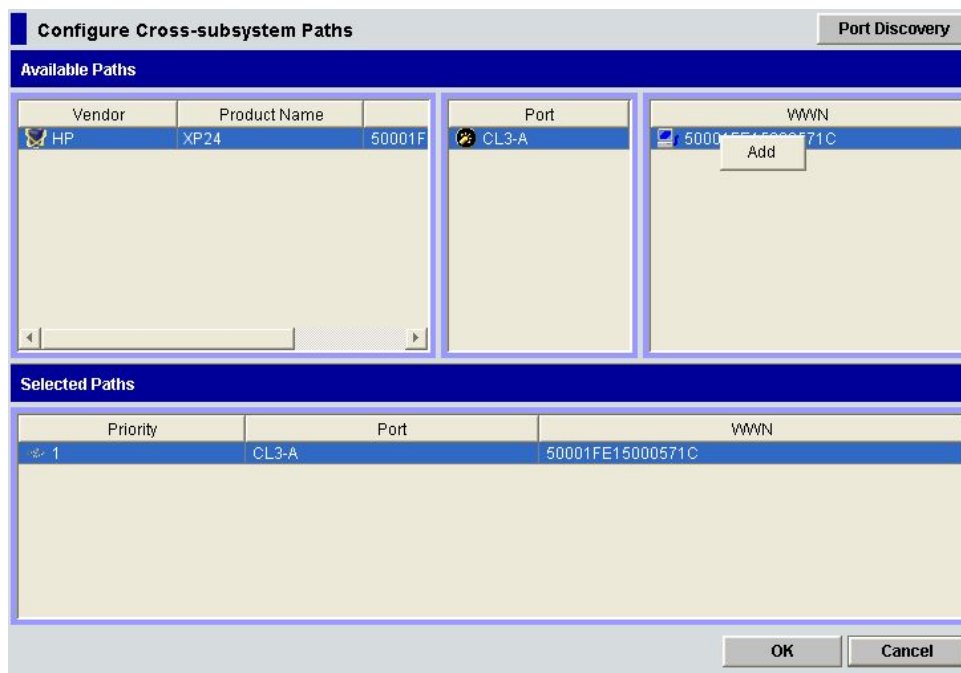 Configure Cross-subsystem Paths Port Discovery
Available Paths
Vendor Product Name Port WWN
HP XP24 50001F CL3-A 71C
Add
Selected Paths
Priority Port WWN
1 CL3-A 50001FE15000571C
OK Cancel